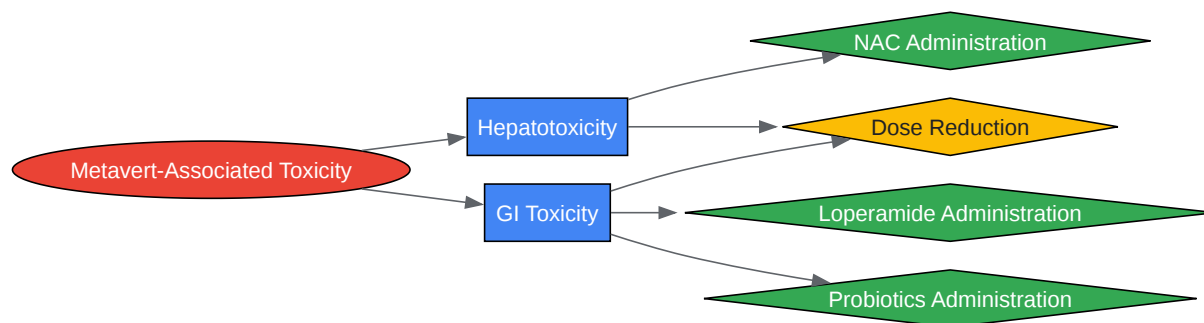 NAC Administration
Hepatotoxicity
Dose Reduction
Metavert-Associated Toxicity
GI Toxicity
Loperamide Administration
Probiotics Administration